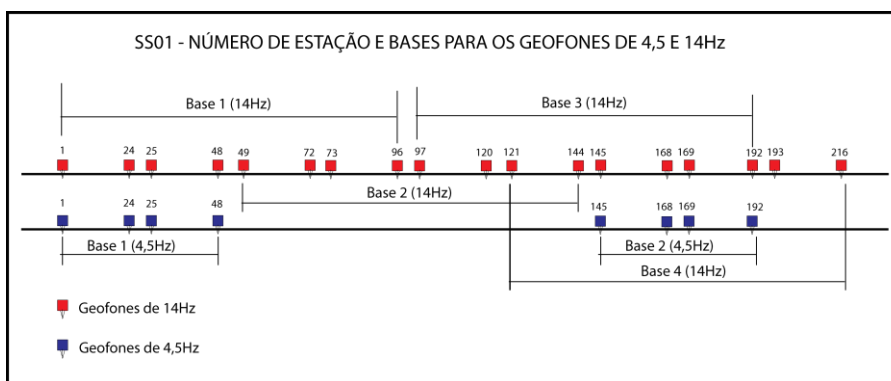 SS01 - NÚMERO DE ESTAÇÃO E BASES PARA OS GEOFONES DE 4,5 E 14Hz
Base 1 (14Hz) Base 3 (14Hz)
1 24 25 48 49 72 73 96 97 120 121 144 145 168 169 192 193 216
Base 2 (14Hz)
1 24 25 48 145 168 169 192
Base 1 (4,5Hz) Base 2 (4,5Hz)
Base 4 (14Hz)
Geofones de 14Hz
Geofones de 4,5Hz